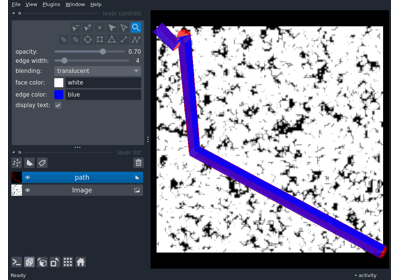 File View Plugins Window Help
layer controls
opacity: 0.70
edge width: 4
blending: translucent
face color: white
edge color: blue
display text:
layer list
path
Image
Ready
activity